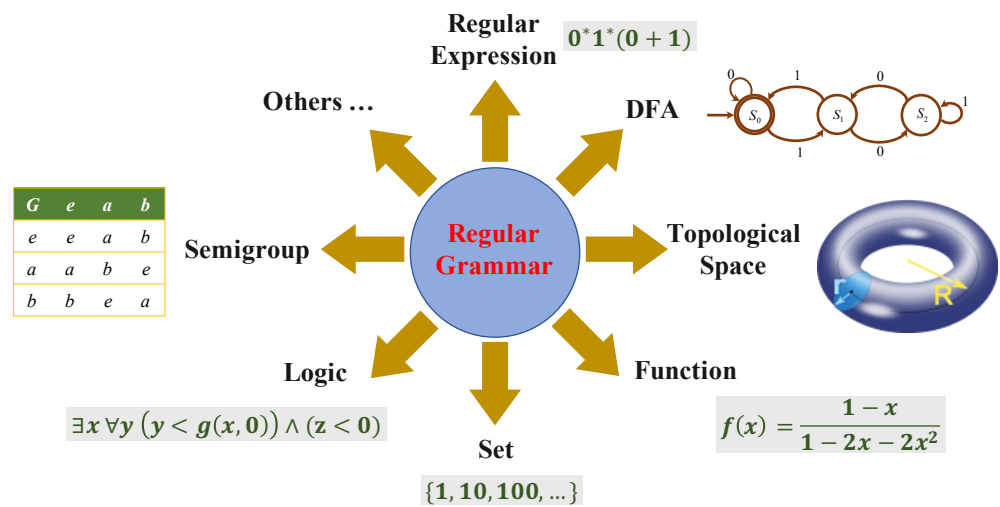 Regular
Expression
0*1*(0 + 1)
Others …
DFA
0
1
0
1
S₀
S₁
S₂
1
0
G e a b
e e a b
a a b e
b b e a
Semigroup
Regular
Grammar
Topological
Space
r
R
Logic
Function
∃x ∀y (y < g(x, 0)) ∧ (z < 0)
Set
{1, 10, 100, …}
f(x) = (1 − x) / (1 − 2x − 2x²)